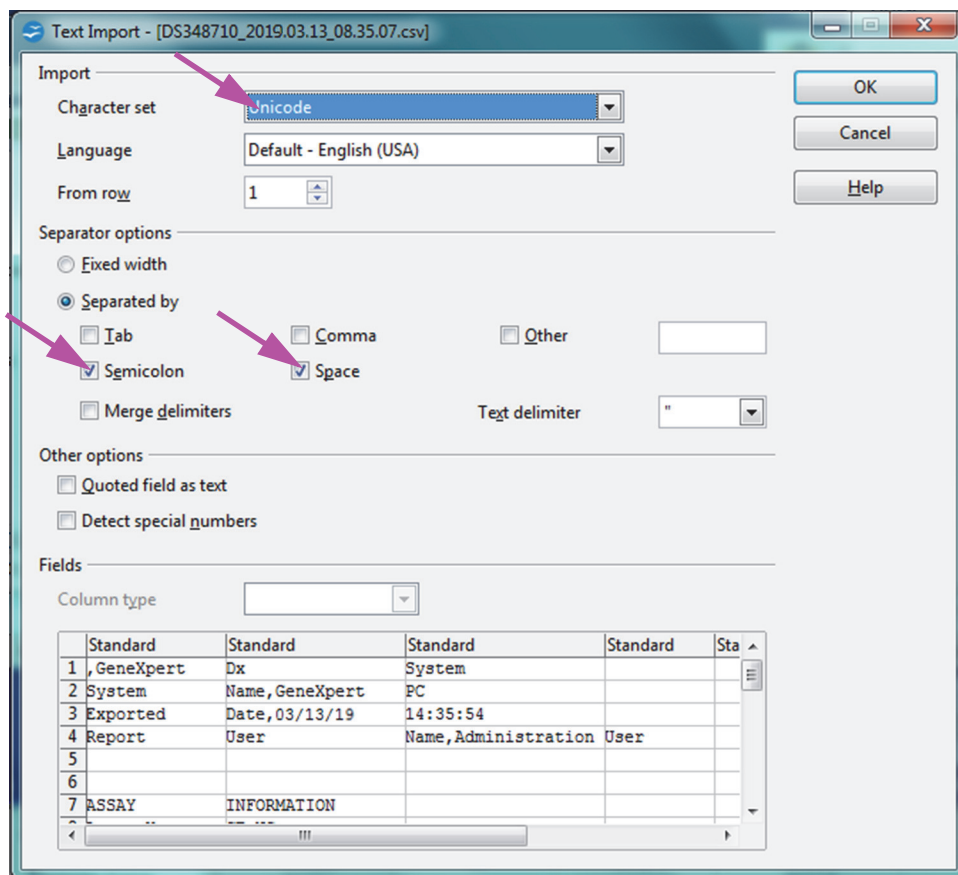 Text Import - [DS348710_2019.03.13_08.35.07.csv]
Import
OK
Character set Unicode
Cancel
Language Default - English (USA)
From row 1
Help
Separator options
Fixed width
Separated by
Tab Comma Other
Semicolon Space
Merge delimiters Text delimiter "
Other options
Quoted field as text
Detect special numbers
Fields
Column type
Standard Standard Standard Standard Sta
1 ,GeneXpert Dx System
2 System Name,GeneXpert PC
3 Exported Date,03/13/19 14:35:54
4 Report User Name,Administration User
5
6
7 ASSAY INFORMATION